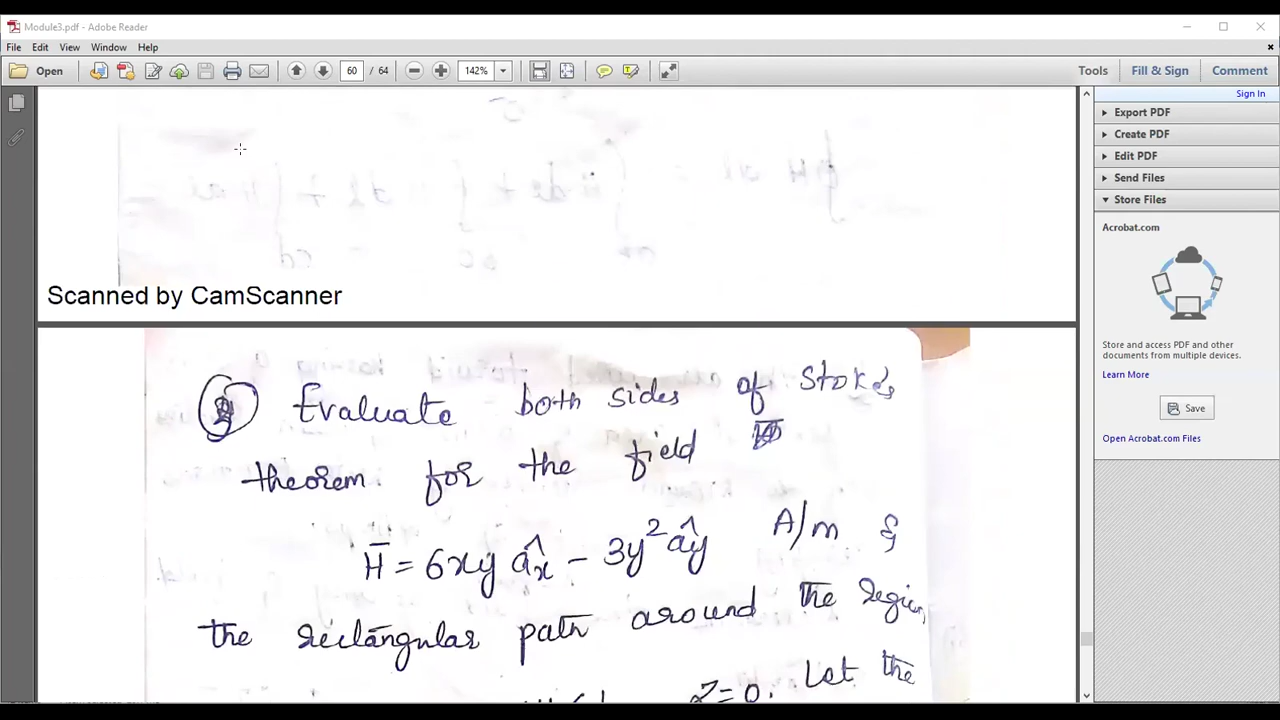 Module3.pdf - Adobe Reader
File Edit View Window Help
Open 60 / 64 142% Tools Fill & Sign Comment
Sign In
Export PDF
Create PDF
Edit PDF
Send Files
Store Files
Acrobat.com
Store and access PDF and other
documents from multiple devices.
Learn More
Save
Open Acrobat.com Files
Scanned by CamScanner
Evaluate both sides of Stoke's
theorem for the field
H̅ = 6xy âx - 3y² ây A/m &
the rectangular path around the region,
z=0. Let the